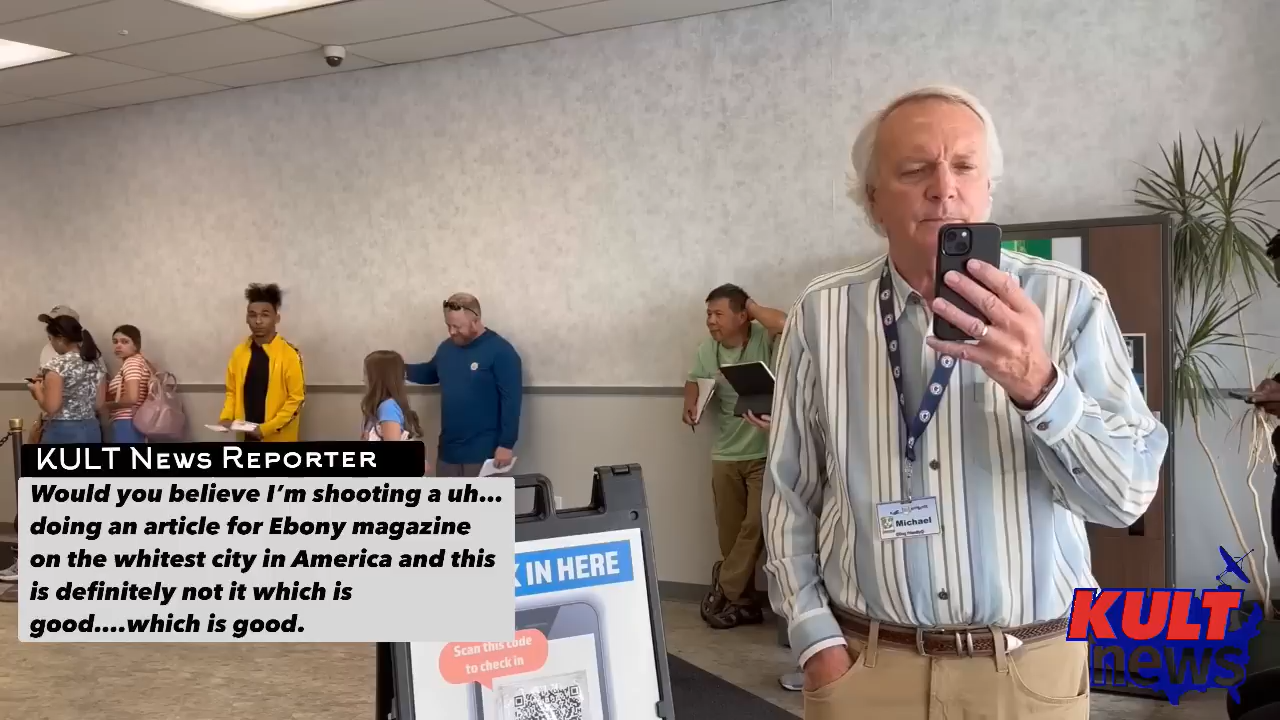 KULT News Reporter
Would you believe I'm shooting a uh...
doing an article for Ebony magazine
on the whitest city in America and this
is definitely not it which is
good....which is good.
K IN HERE
Scan this code
to check in
Michael
KULT
news